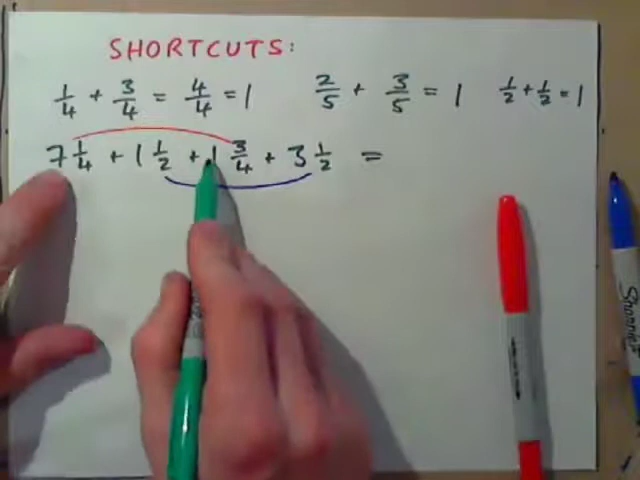 SHORTCUTS:
1/4 + 3/4 = 4/4 = 1 2/5 + 3/5 = 1 1/2 + 1/2 = 1
7 1/4 + 1 1/2 + 1 3/4 + 3 1/2 =
Sharpie